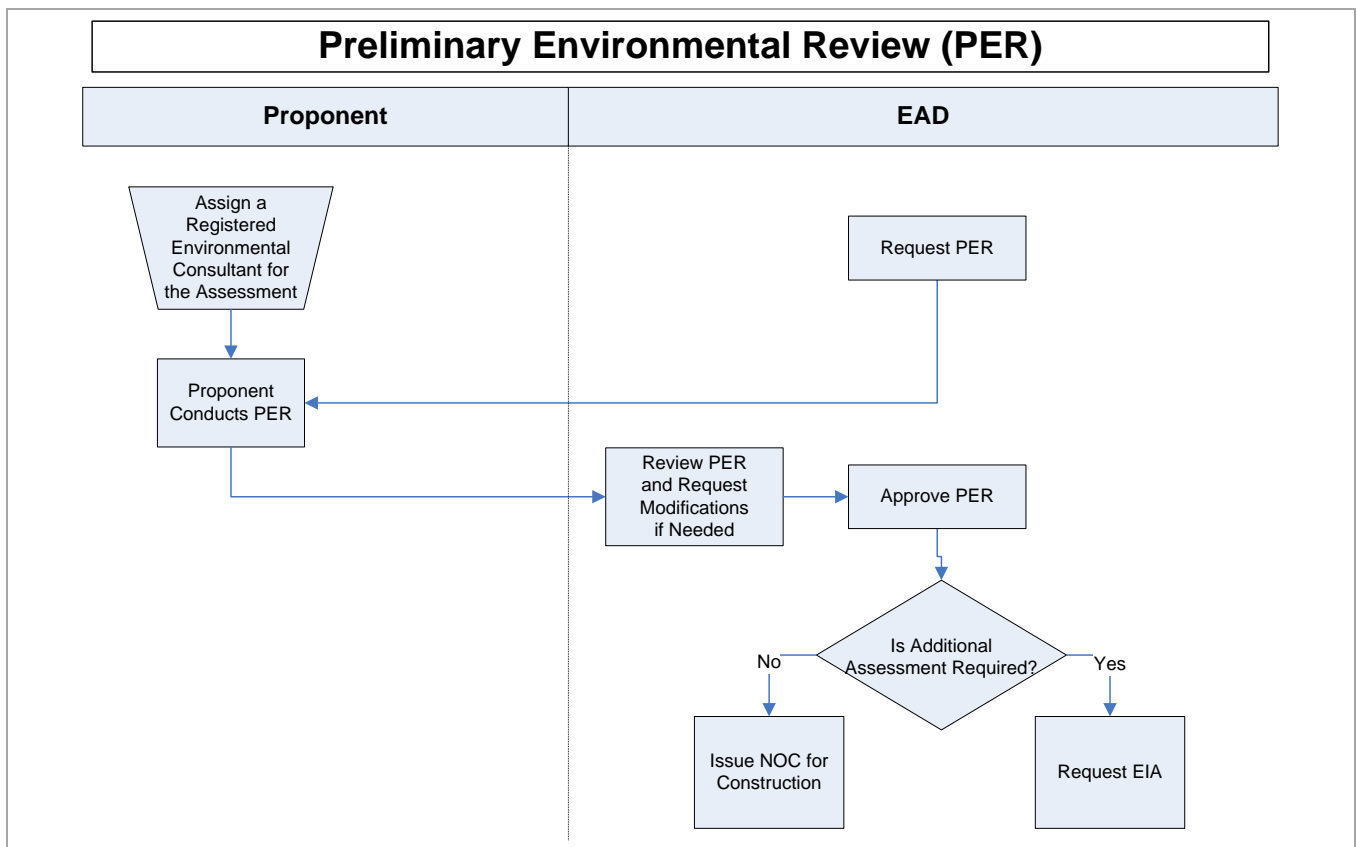 Preliminary Environmental Review (PER)
Proponent
EAD
Assign a
Registered
Environmental
Consultant for
the Assessment
Request PER
Proponent
Conducts PER
Review PER
and Request
Modifications
if Needed
Approve PER
Is Additional
Assessment Required?
No
Yes
Issue NOC for
Construction
Request EIA